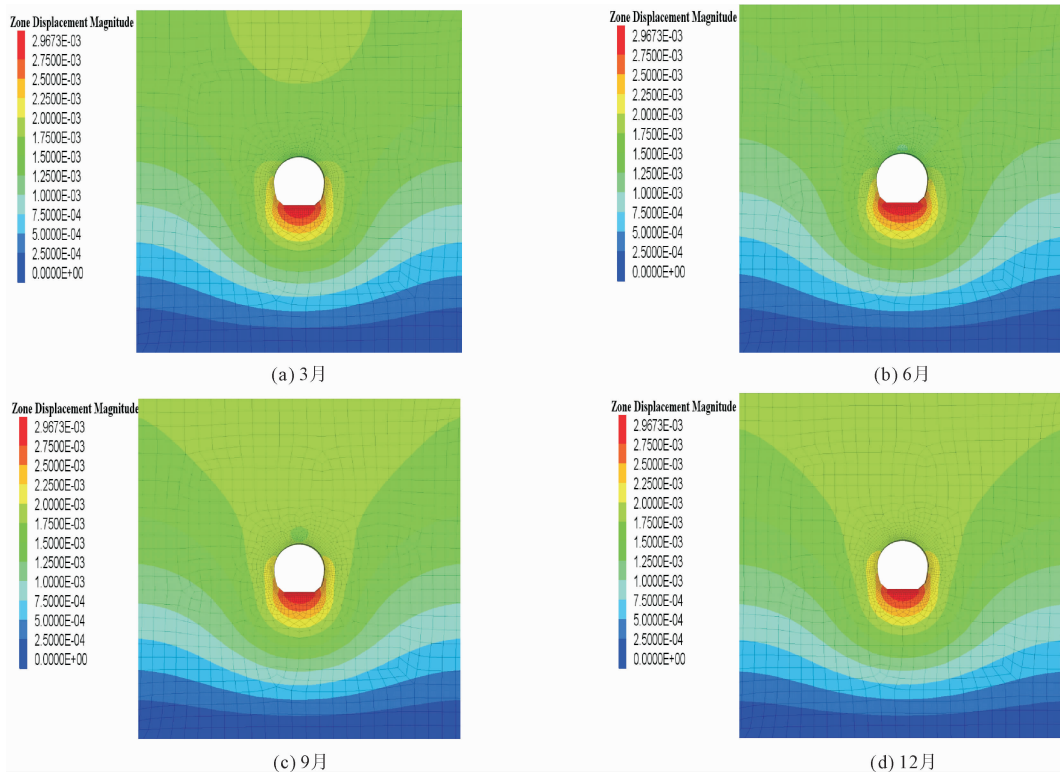 Zone Displacement Magnitude
2.9673E-03
2.7500E-03
2.5000E-03
2.2500E-03
2.0000E-03
1.7500E-03
1.5000E-03
1.2500E-03
1.0000E-03
7.5000E-04
5.0000E-04
2.5000E-04
0.0000E+00
(a) 3月
Zone Displacement Magnitude
2.9673E-03
2.7500E-03
2.5000E-03
2.2500E-03
2.0000E-03
1.7500E-03
1.5000E-03
1.2500E-03
1.0000E-03
7.5000E-04
5.0000E-04
2.5000E-04
0.0000E+00
(b) 6月
Zone Displacement Magnitude
2.9673E-03
2.7500E-03
2.5000E-03
2.2500E-03
2.0000E-03
1.7500E-03
1.5000E-03
1.2500E-03
1.0000E-03
7.5000E-04
5.0000E-04
2.5000E-04
0.0000E+00
(c) 9月
Zone Displacement Magnitude
2.9673E-03
2.7500E-03
2.5000E-03
2.2500E-03
2.0000E-03
1.7500E-03
1.5000E-03
1.2500E-03
1.0000E-03
7.5000E-04
5.0000E-04
2.5000E-04
0.0000E+00
(d) 12月